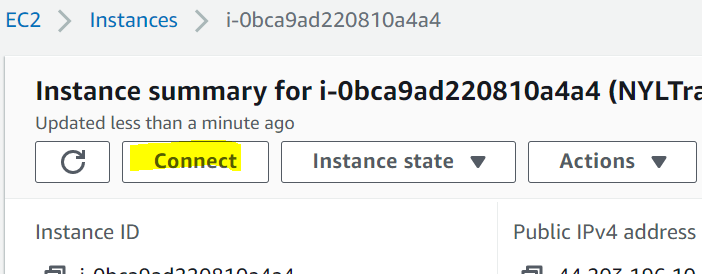 EC2 > Instances > i-0bca9ad220810a4a4
Instance summary for i-0bca9ad220810a4a4 (NYLTra
Updated less than a minute ago
Connect Instance state Actions
Instance ID Public IPv4 address
i-0bca9ad220810a4a4